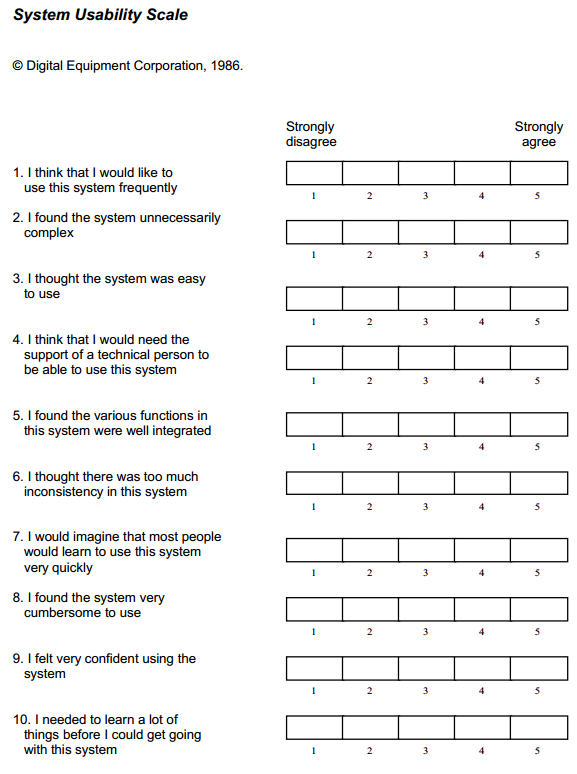 System Usability Scale
© Digital Equipment Corporation, 1986.
Strongly disagree
Strongly agree
1. I think that I would like to
use this system frequently
1 2 3 4 5
2. I found the system unnecessarily
complex
1 2 3 4 5
3. I thought the system was easy
to use
1 2 3 4 5
4. I think that I would need the
support of a technical person to
be able to use this system
1 2 3 4 5
5. I found the various functions in
this system were well integrated
1 2 3 4 5
6. I thought there was too much
inconsistency in this system
1 2 3 4 5
7. I would imagine that most people
would learn to use this system
very quickly
1 2 3 4 5
8. I found the system very
cumbersome to use
1 2 3 4 5
9. I felt very confident using the
system
1 2 3 4 5
10. I needed to learn a lot of
things before I could get going
with this system
1 2 3 4 5